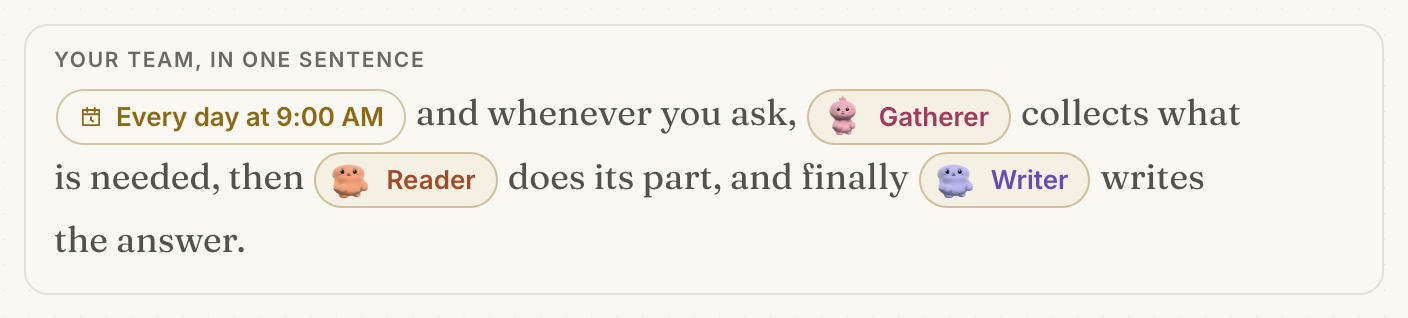 YOUR TEAM, IN ONE SENTENCE
Every day at 9:00 AM and whenever you ask, Gatherer collects what
is needed, then Reader does its part, and finally Writer writes
the answer.